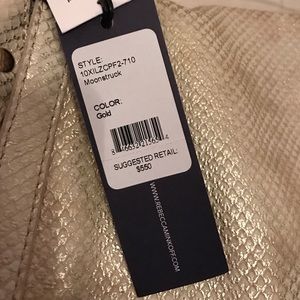 STYLE:
10XILZCPF2-710
Moonstruck
COLOR:
Gold
SUGGESTED RETAIL:
$550
WWW.REBECCAMINKOFF.COM